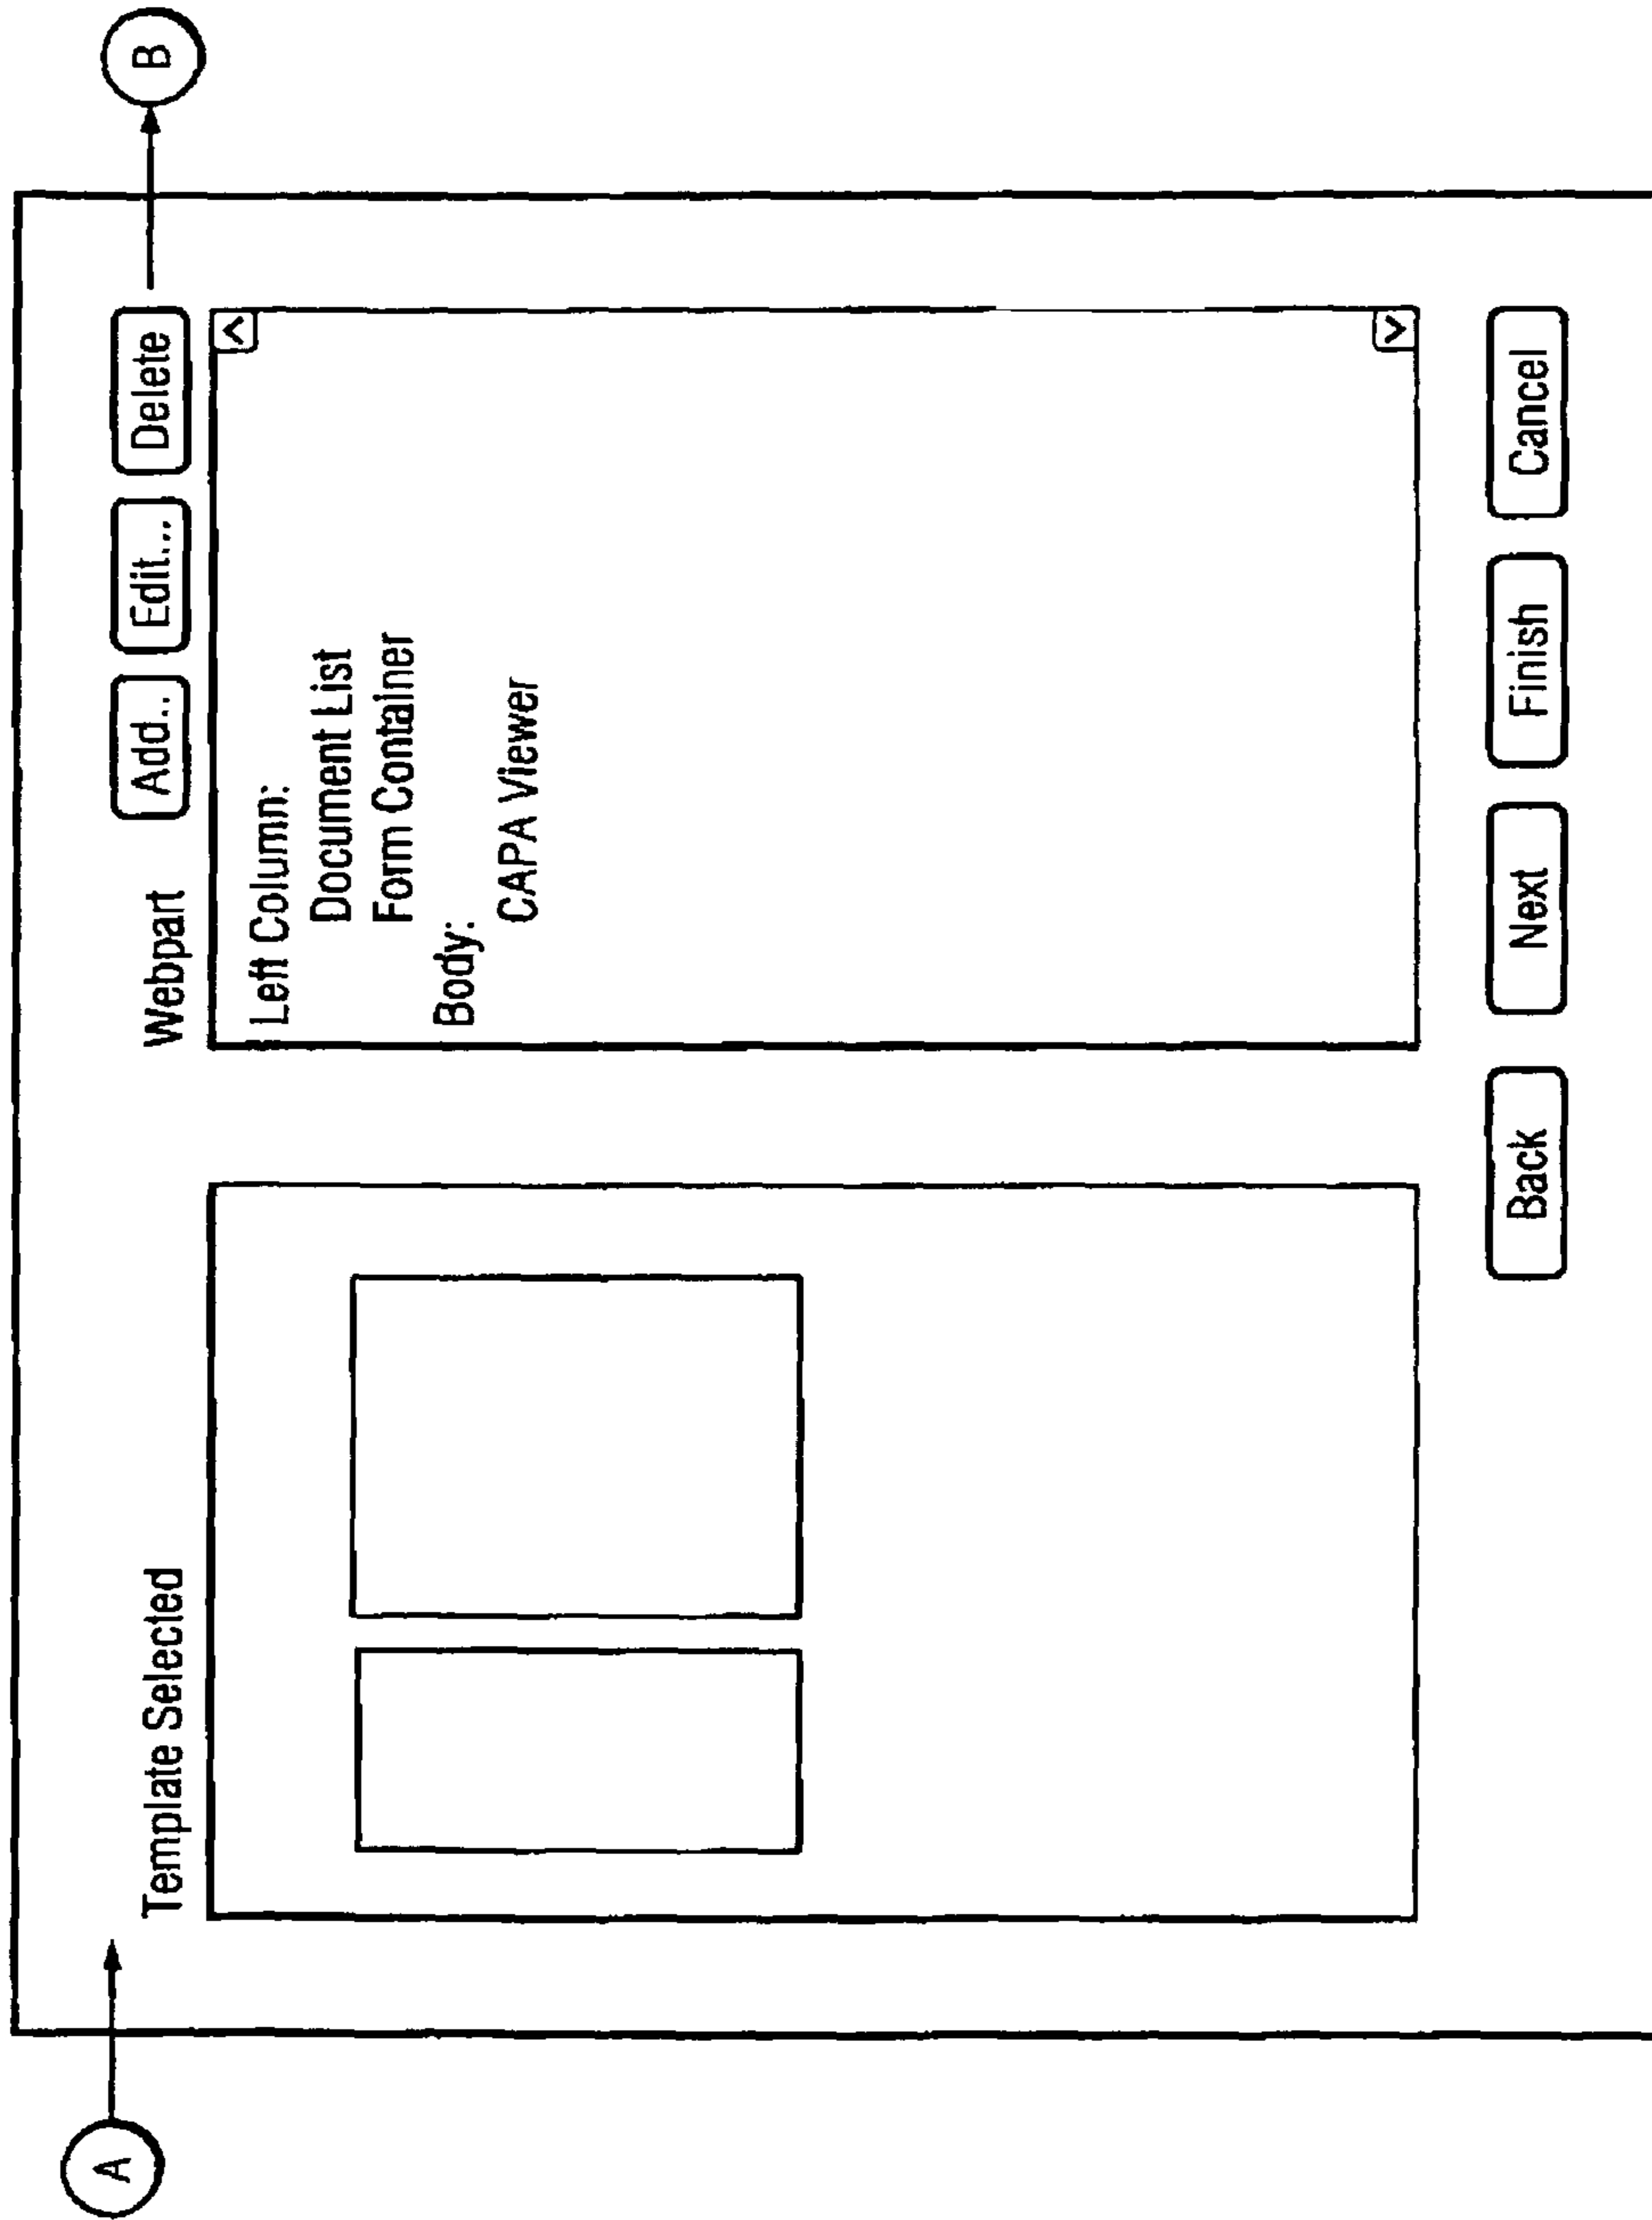 A
B
Template Selected
Webpart
Add..
Edit...
Delete
Left Column:
Document List
Form Container
Body:
CAPA Viewer
Back
Next
Finish
Cancel